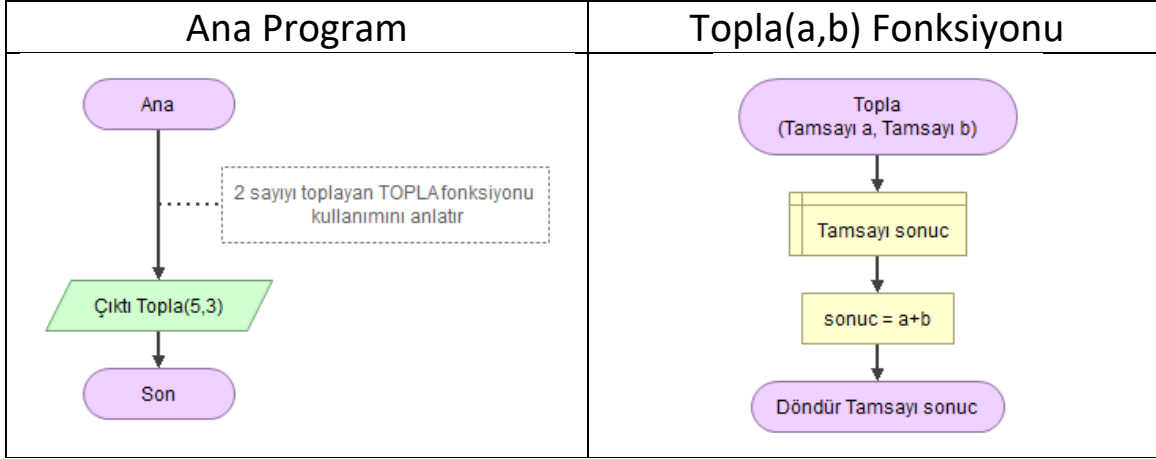 Ana Program
Topla(a,b) Fonksiyonu
Ana
2 sayıyı toplayan TOPLA fonksiyonu
kullanımını anlatır
Çıktı Topla(5,3)
Son
Topla
(Tamsayı a, Tamsayı b)
Tamsayı sonuc
sonuc = a+b
Döndür Tamsayı sonuc